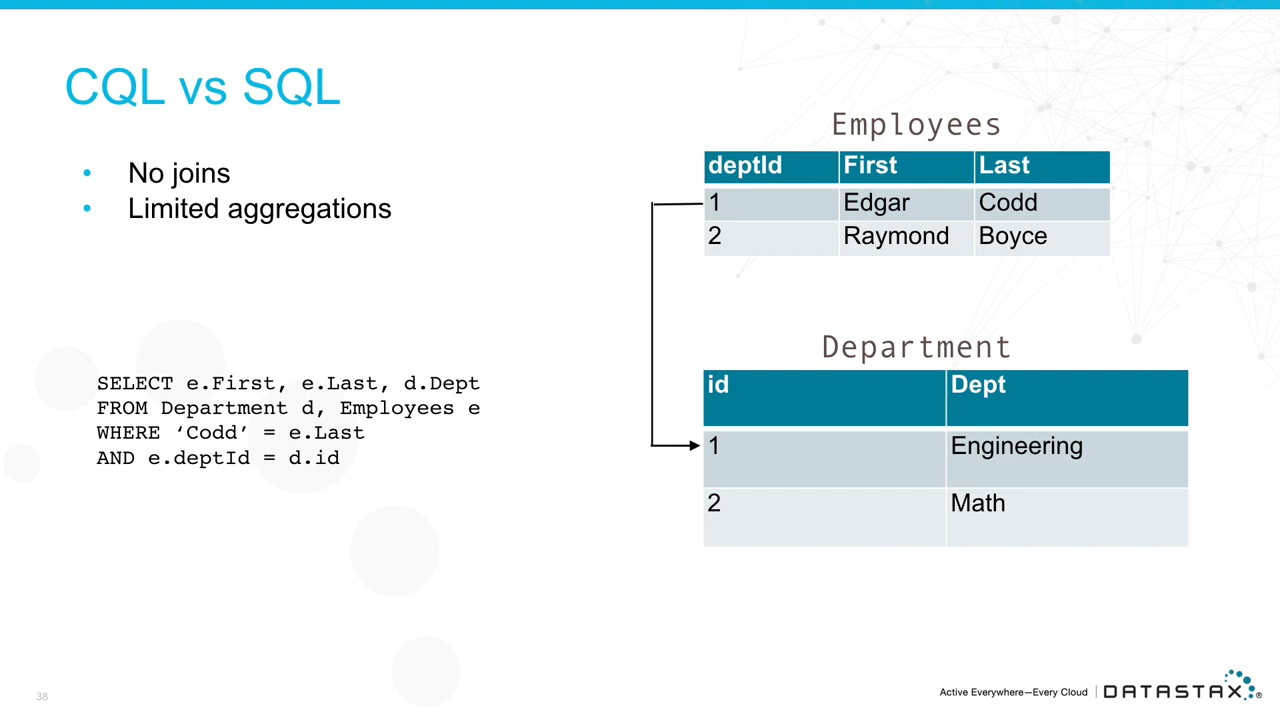 CQL vs SQL
• No joins
• Limited aggregations
SELECT e.First, e.Last, d.Dept
FROM Department d, Employees e
WHERE ‘Codd’ = e.Last
AND e.deptId = d.id
Employees
deptId First Last
1 Edgar Codd
2 Raymond Boyce
Department
id Dept
1 Engineering
2 Math
38
Active Everywhere—Every Cloud | DATASTAX®